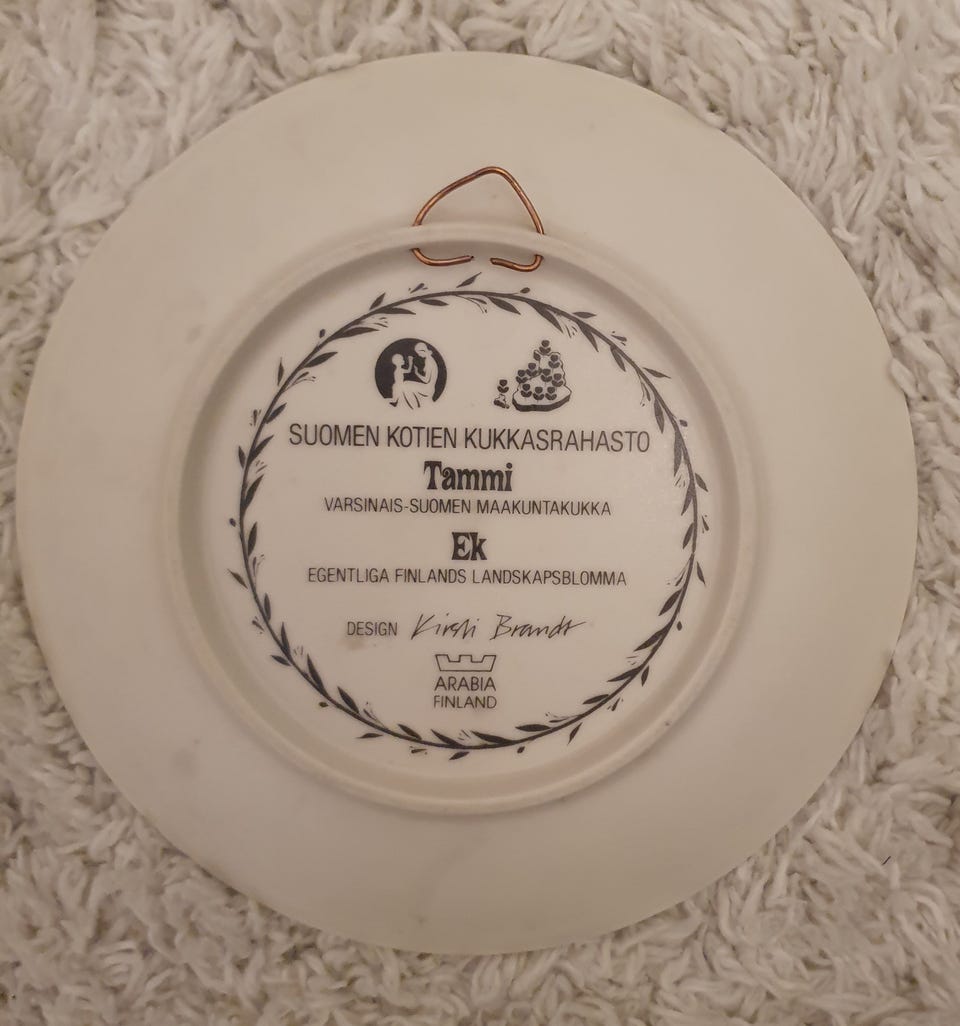 SUOMEN KOTIEN KUKKASRAHASTO
Tammi
VARSINAIS-SUOMEN MAAKUNTAKUKKA
Ek
EGENTLIGA FINLANDS LANDSKAPSBLOMMA
DESIGN Kirsti Brandt
ARABIA
FINLAND